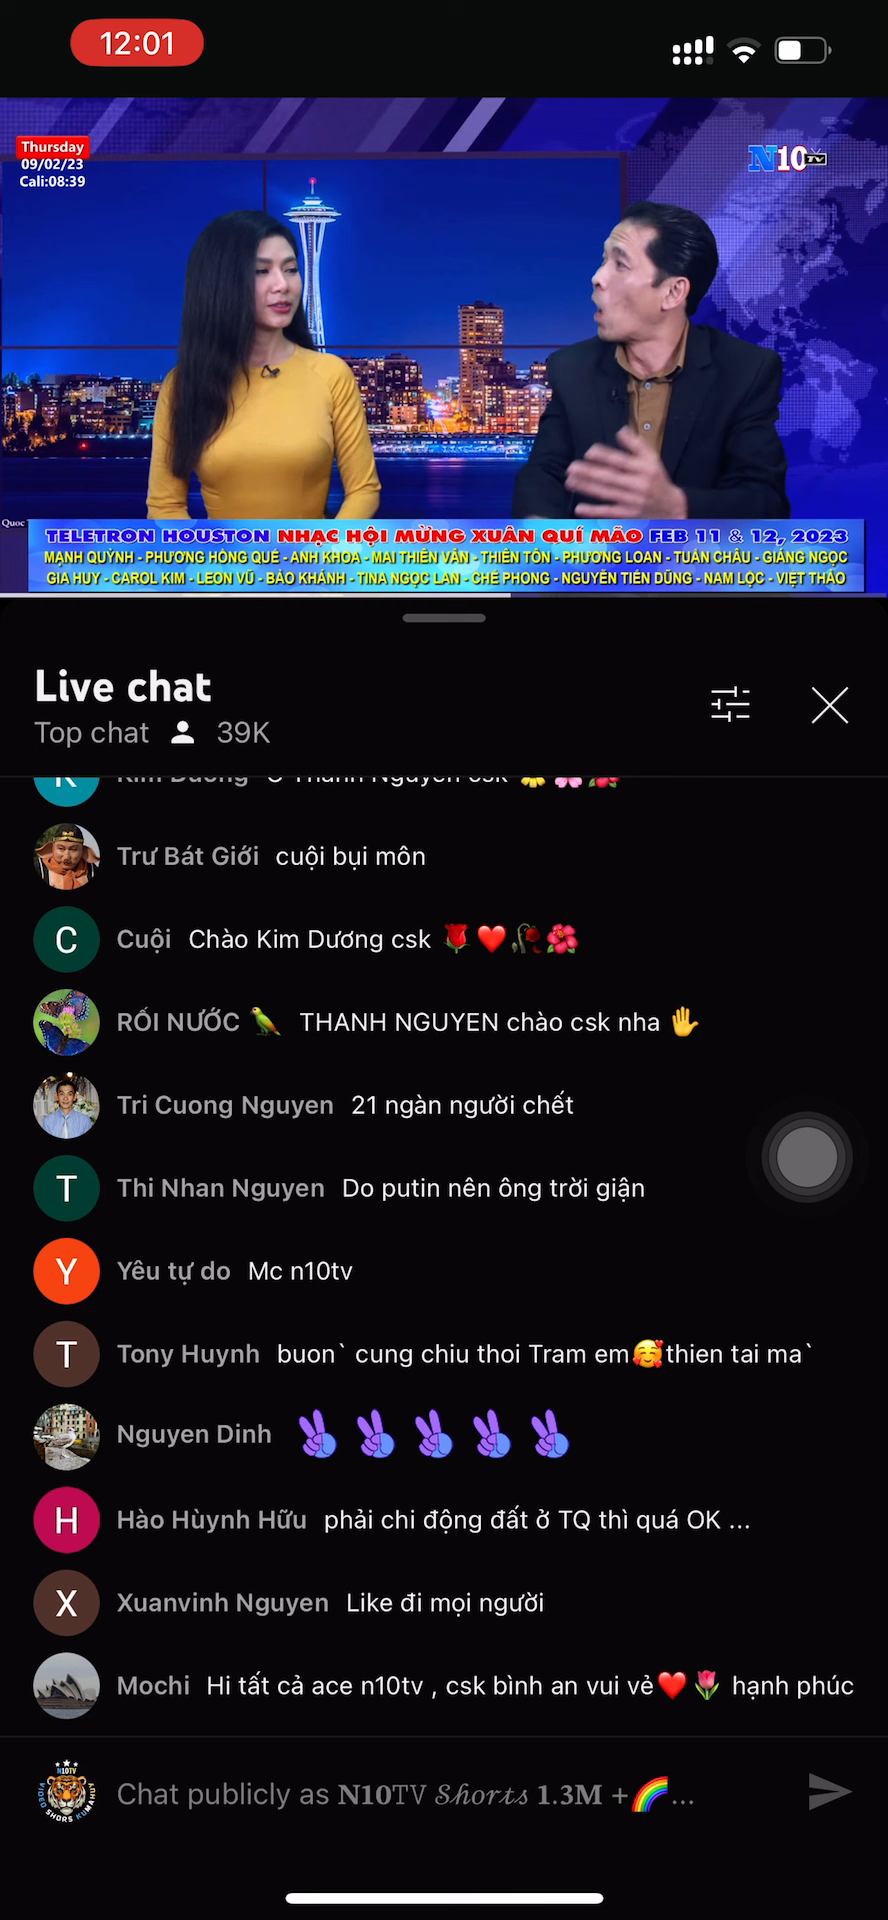 12:01
Thursday
09/02/23
Cali:08:39
N10 TV
Quoc
TELETRON HOUSTON NHẠC HỘI MỪNG XUÂN QUÍ MÃO FEB 11 & 12, 2023
MẠNH QUỲNH - PHƯƠNG HỒNG QUẾ - ANH KHOA - MAI THIÊN VÂN - THIÊN TÔN - PHƯƠNG LOAN - TUẤN CHÂU - GIÁNG NGỌC
GIA HUY - CAROL KIM - LEON VŨ - BẢO KHÁNH - TINA NGỌC LAN - CHẾ PHONG - NGUYỄN TIẾN DŨNG - NAM LỘC - VIỆT THẢO
Live chat
Top chat 39K
K
Trư Bát Giới cuội bụi môn
C Cuội Chào Kim Dương csk 🌹❤️🥀🌺
RỐI NƯỚC 🦜 THANH NGUYEN chào csk nha ✋
Tri Cuong Nguyen 21 ngàn người chết
T Thi Nhan Nguyen Do putin nên ông trời giận
Y Yêu tự do Mc n10tv
T Tony Huynh buon` cung chiu thoi Tram em🥰thien tai ma`
Nguyen Dinh
H Hào Hùynh Hữu phải chi động đất ở TQ thì quá OK ...
X Xuanvinh Nguyen Like đi mọi người
Mochi Hi tất cả ace n10tv , csk bình an vui vẻ❤️🌷 hạnh phúc
Chat publicly as 𝐍𝟏𝟎TV 𝓢𝓱𝓸𝓻𝓽𝓼 𝟏.𝟑𝐌 +🌈...